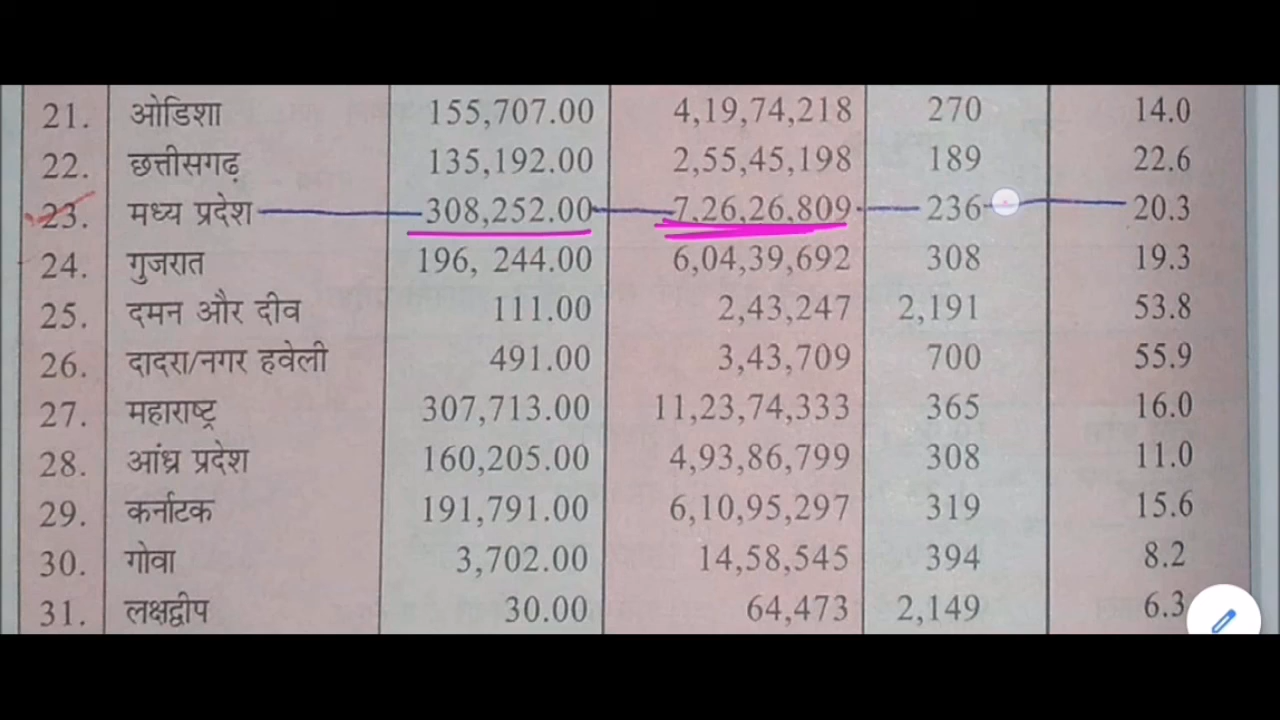 21. ओडिशा 155,707.00 4,19,74,218 270 14.0
22. छत्तीसगढ़ 135,192.00 2,55,45,198 189 22.6
23. मध्य प्रदेश 308,252.00 7,26,26,809 236 20.3
24. गुजरात 196, 244.00 6,04,39,692 308 19.3
25. दमन और दीव 111.00 2,43,247 2,191 53.8
26. दादरा/नगर हवेली 491.00 3,43,709 700 55.9
27. महाराष्ट्र 307,713.00 11,23,74,333 365 16.0
28. आंध्र प्रदेश 160,205.00 4,93,86,799 308 11.0
29. कर्नाटक 191,791.00 6,10,95,297 319 15.6
30. गोवा 3,702.00 14,58,545 394 8.2
31. लक्षद्वीप 30.00 64,473 2,149 6.3